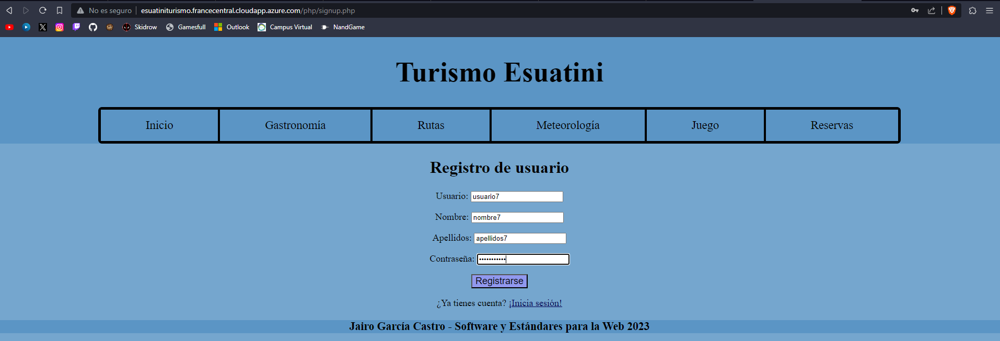 No es seguro esuatiniturismo.francecentral.cloudapp.azure.com/php/signup.php
Skidrow Gamesfull Outlook Campus Virtual NandGame
Turismo Esuatini
Inicio Gastronomía Rutas Meteorología Juego Reservas
Registro de usuario
Usuario: usuario7
Nombre: nombre7
Apellidos: apellidos7
Contraseña: •••••••••••
Registrarse
¿Ya tienes cuenta? ¡Inicia sesión!
Jairo García Castro - Software y Estándares para la Web 2023